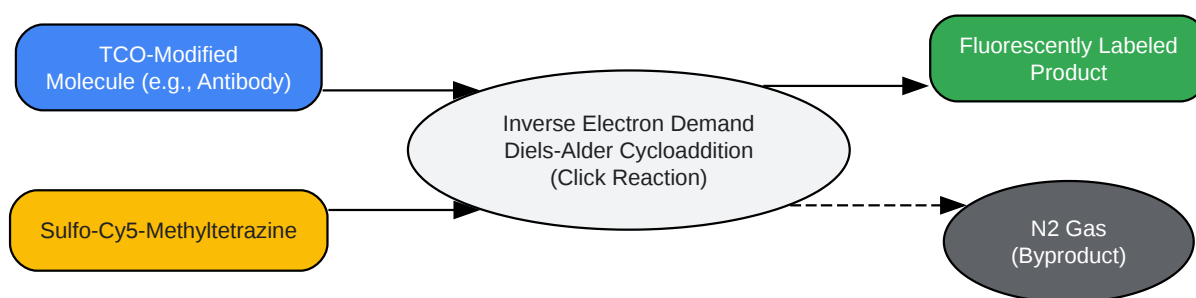 TCO-Modified
Molecule (e.g., Antibody)
Sulfo-Cy5-Methyltetrazine
Inverse Electron Demand
Diels-Alder Cycloaddition
(Click Reaction)
Fluorescently Labeled
Product
N2 Gas
(Byproduct)